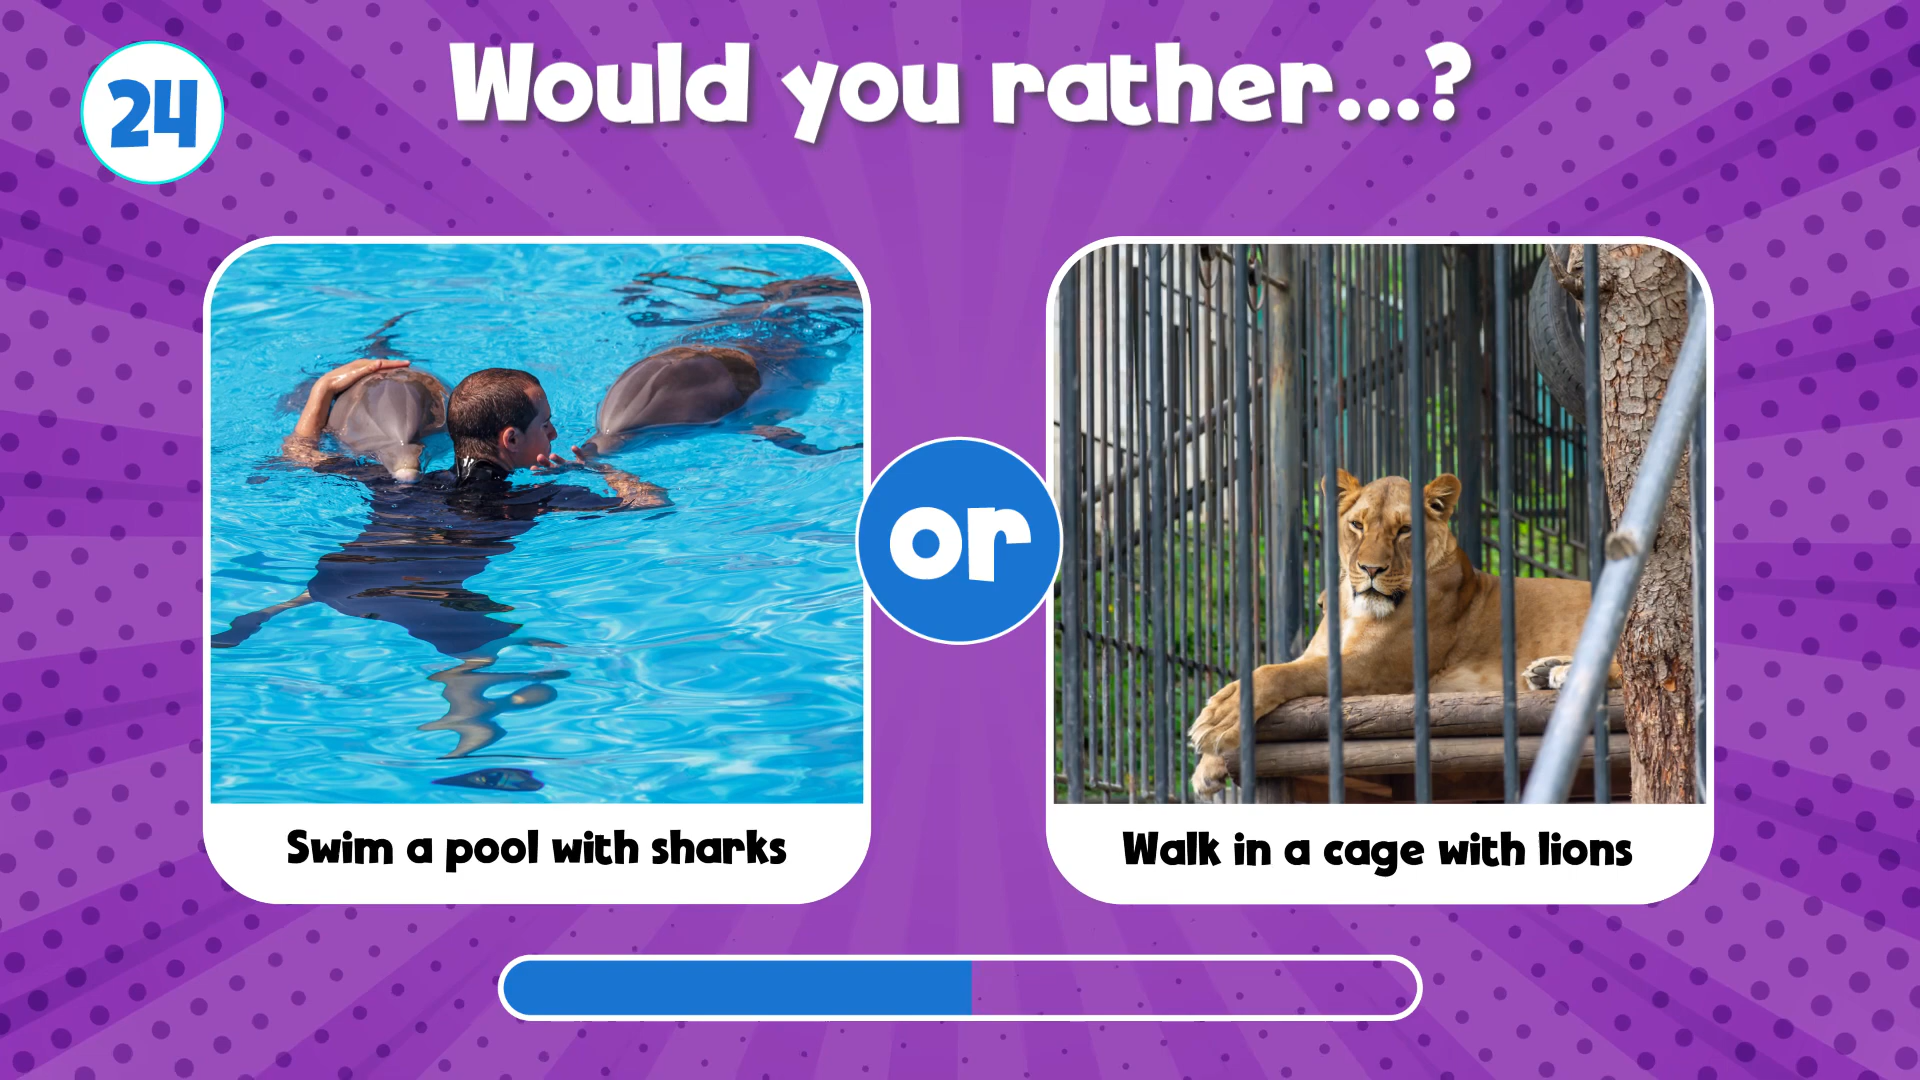 24
Would you rather...?
or
Swim a pool with sharks
Walk in a cage with lions